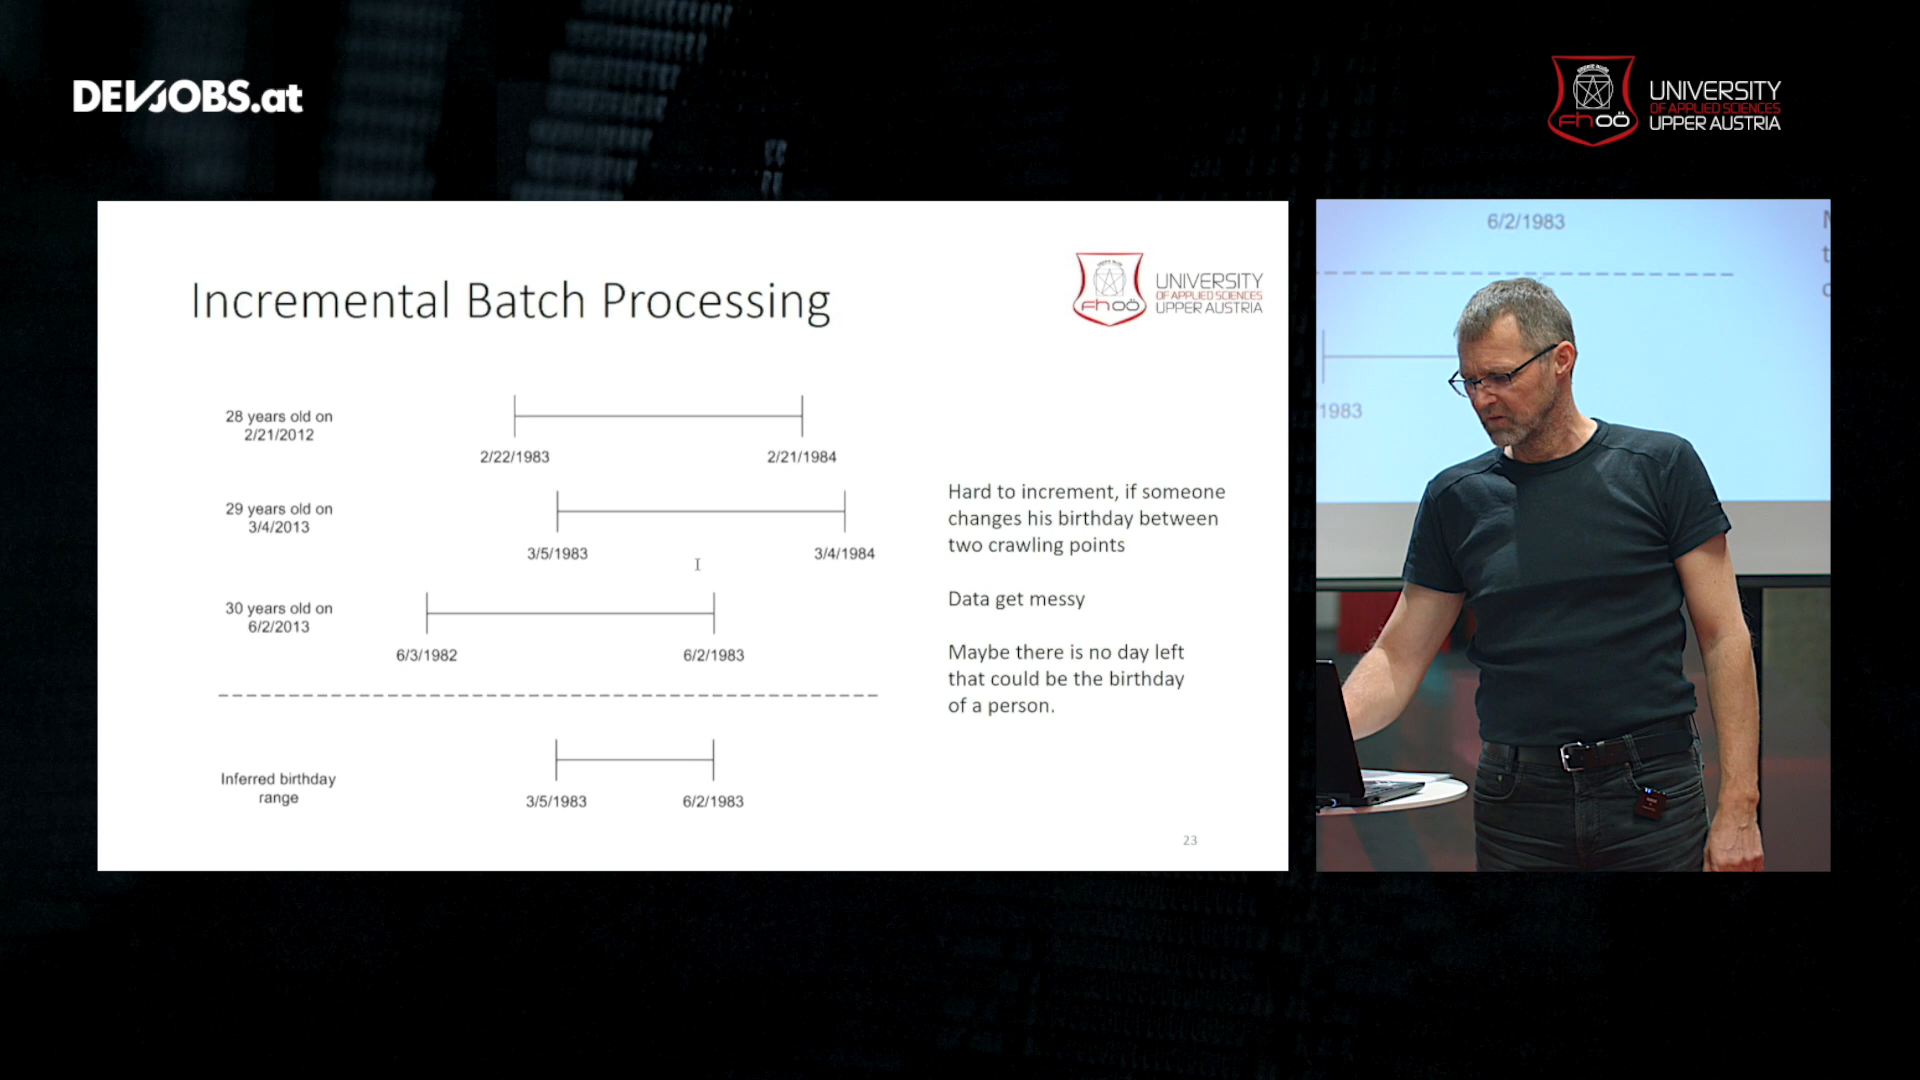 DEVJOBS.at
Fh OÖ
UNIVERSITY
OF APPLIED SCIENCES
UPPER AUSTRIA
Incremental Batch Processing
Fh OÖ
UNIVERSITY
OF APPLIED SCIENCES
UPPER AUSTRIA
28 years old on
2/21/2012
2/22/1983
2/21/1984
29 years old on
3/4/2013
3/5/1983
3/4/1984
30 years old on
6/2/2013
6/3/1982
6/2/1983
Inferred birthday
range
3/5/1983
6/2/1983
Hard to increment, if someone
changes his birthday between
two crawling points
Data get messy
Maybe there is no day left
that could be the birthday
of a person.
23
6/2/1983
/1983